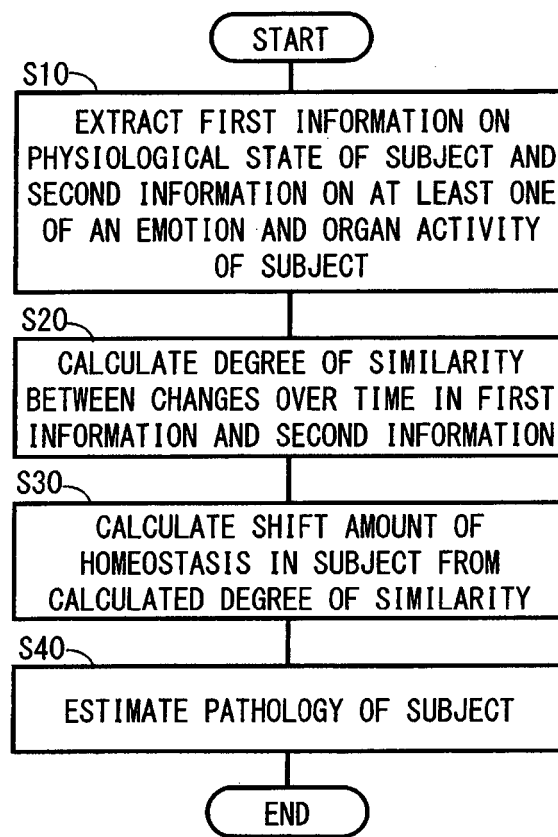 START
S10
EXTRACT FIRST INFORMATION ON
PHYSIOLOGICAL STATE OF SUBJECT AND
SECOND INFORMATION ON AT LEAST ONE
OF AN EMOTION AND ORGAN ACTIVITY
OF SUBJECT
S20
CALCULATE DEGREE OF SIMILARITY
BETWEEN CHANGES OVER TIME IN FIRST
INFORMATION AND SECOND INFORMATION
S30
CALCULATE SHIFT AMOUNT OF
HOMEOSTASIS IN SUBJECT FROM
CALCULATED DEGREE OF SIMILARITY
S40
ESTIMATE PATHOLOGY OF SUBJECT
END